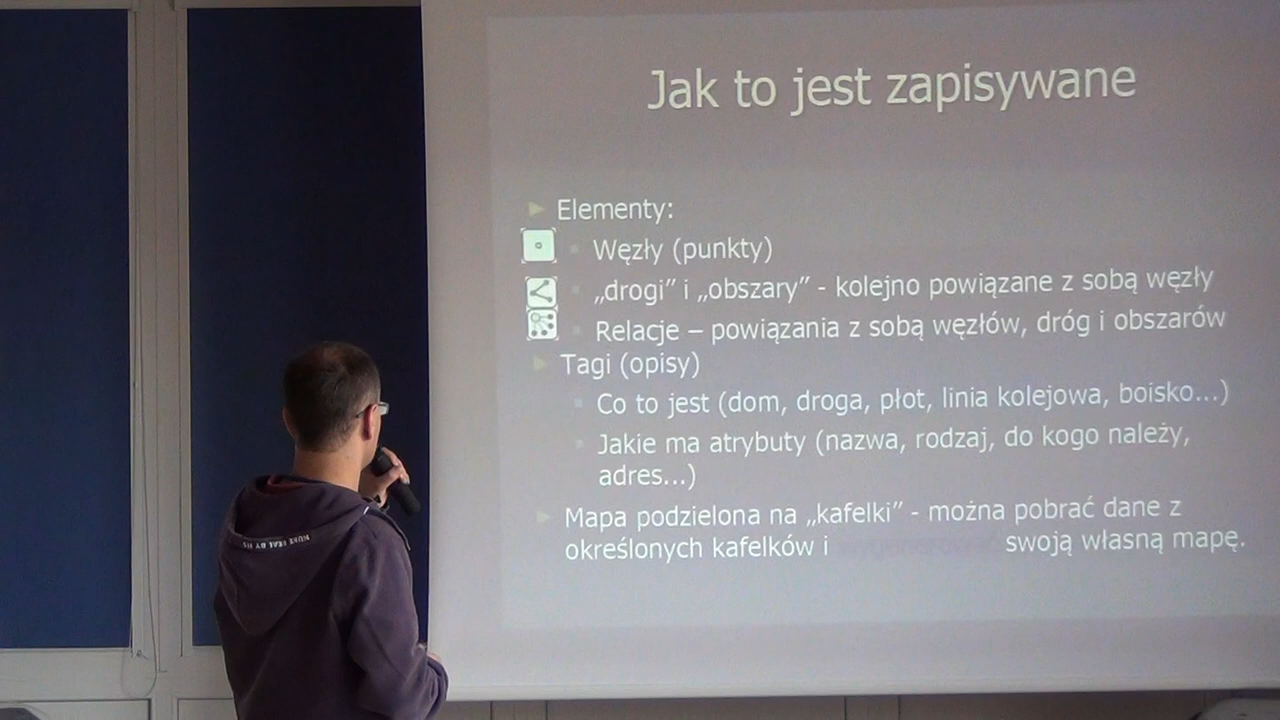 Jak to jest zapisywane
Elementy:
Węzły (punkty)
„drogi” i „obszary” - kolejno powiązane z sobą węzły
Relacje – powiązania z sobą węzłów, dróg i obszarów
Tagi (opisy)
Co to jest (dom, droga, płot, linia kolejowa, boisko...)
Jakie ma atrybuty (nazwa, rodzaj, do kogo należy,
adres...)
Mapa podzielona na „kafelki” - można pobrać dane z
określonych kafelków i wygenerować swoją własną mapę.